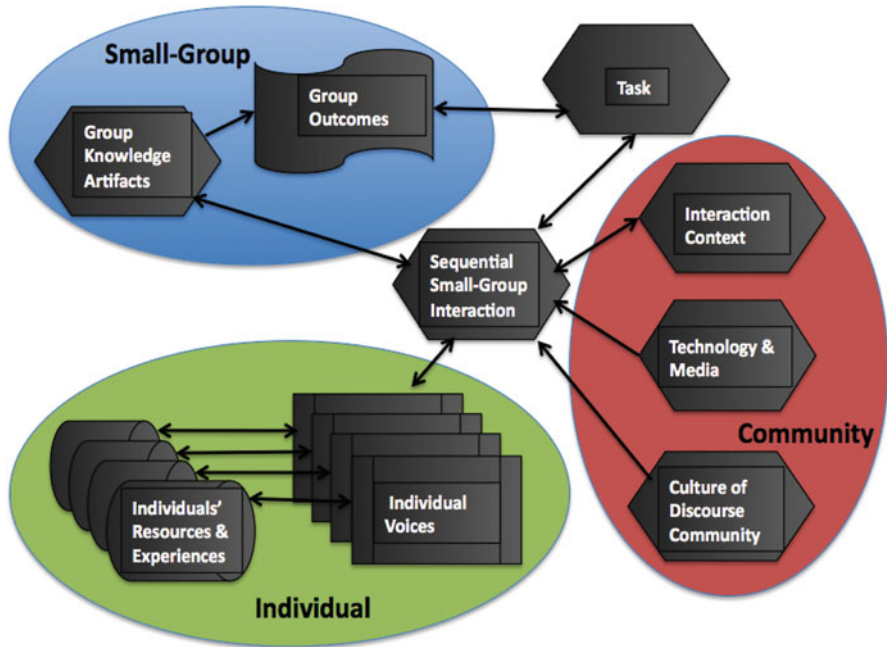 Small-Group
Group
Outcomes
Task
Group
Knowledge
Artifacts
Interaction
Context
Sequential
Small-Group
Interaction
Technology &
Media
Community
Individuals’
Resources &
Experiences
Individual
Voices
Culture of
Discourse
Community
Individual